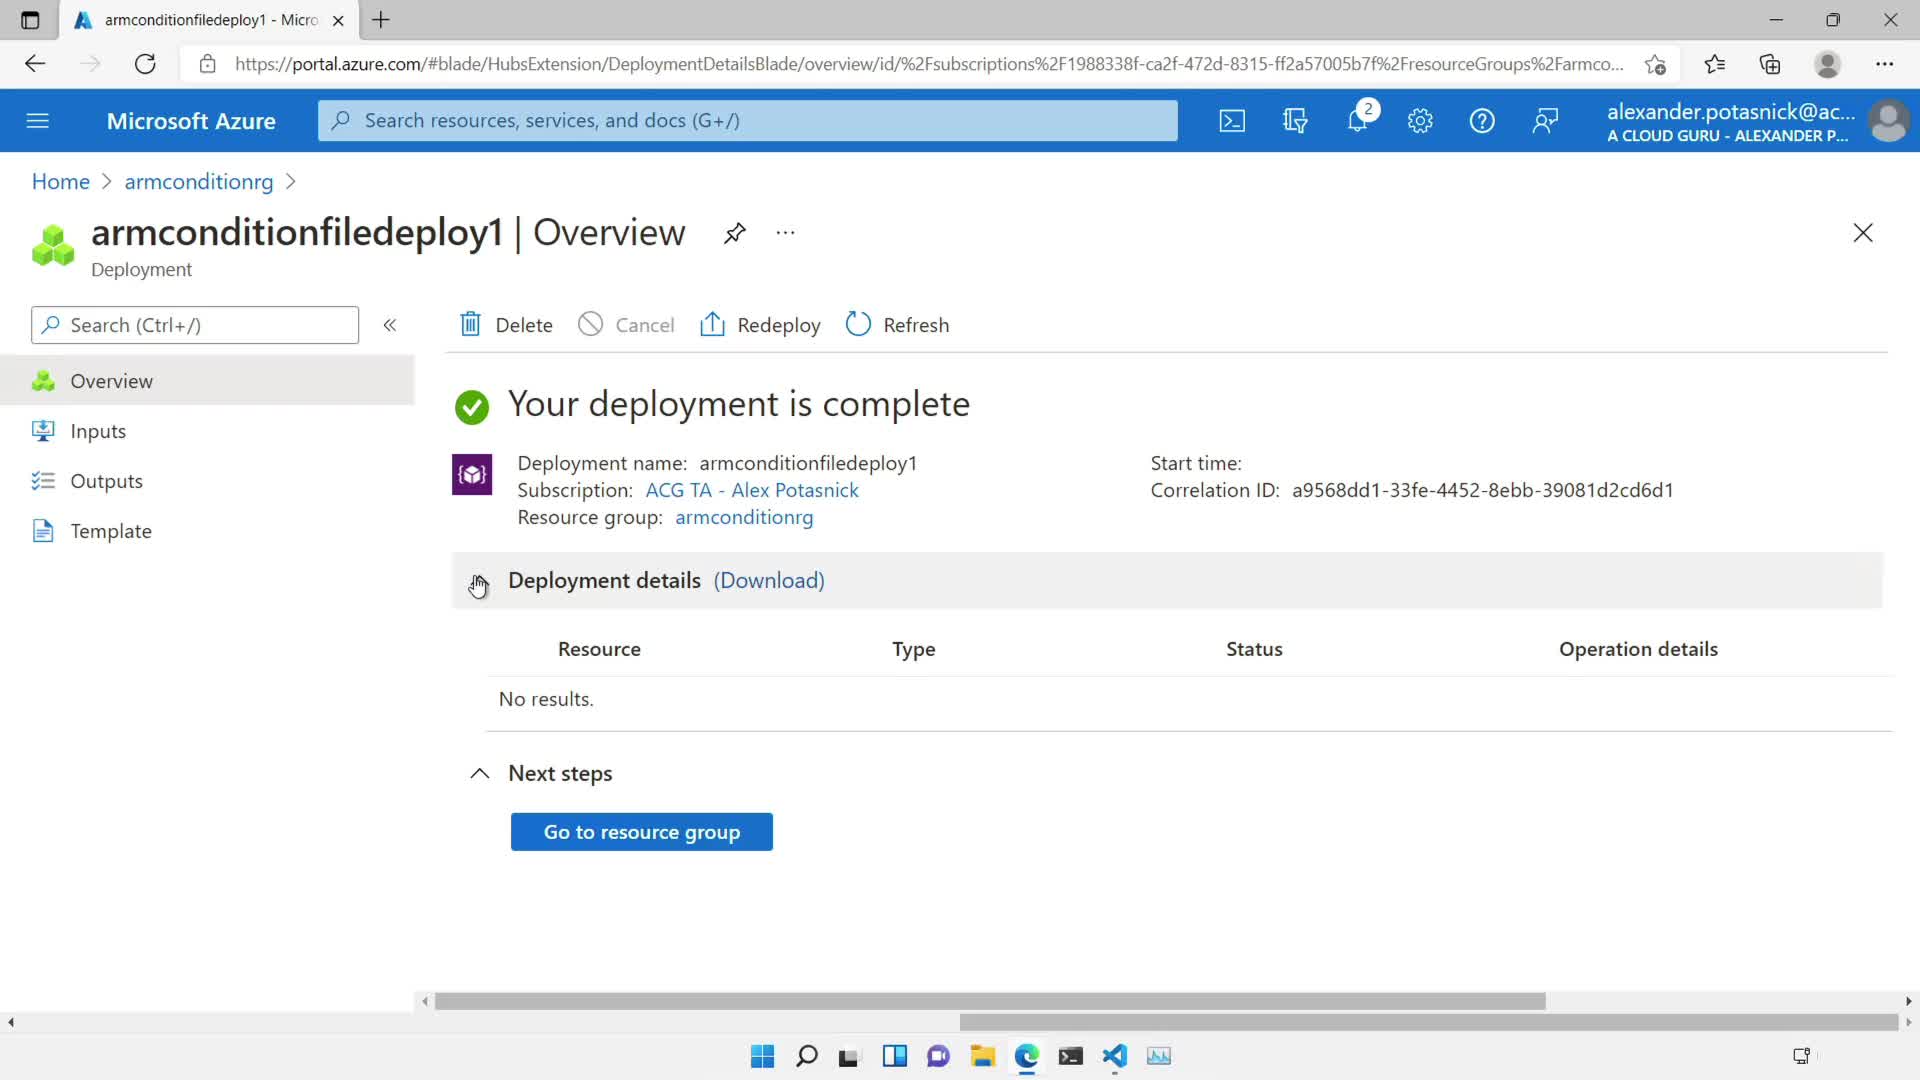 armconditionfiledeploy1 - Micro
https://portal.azure.com/#blade/HubsExtension/DeploymentDetailsBlade/overview/id/%2Fsubscriptions%2F1988338f-ca2f-472d-8315-ff2a57005b7f%2FresourceGroups%2Farmco...
Microsoft Azure
Search resources, services, and docs (G+/)
2
alexander.potasnick@ac...
A CLOUD GURU - ALEXANDER P...
Home > armconditionrg >
armconditionfiledeploy1 | Overview ...
Deployment
Search (Ctrl+/)
«
Delete Cancel Redeploy Refresh
Overview
Inputs
Outputs
Template
Your deployment is complete
Deployment name: armconditionfiledeploy1
Subscription: ACG TA - Alex Potasnick
Resource group: armconditionrg
Start time:
Correlation ID: a9568dd1-33fe-4452-8ebb-39081d2cd6d1
Deployment details (Download)
Resource Type Status Operation details
No results.
Next steps
Go to resource group